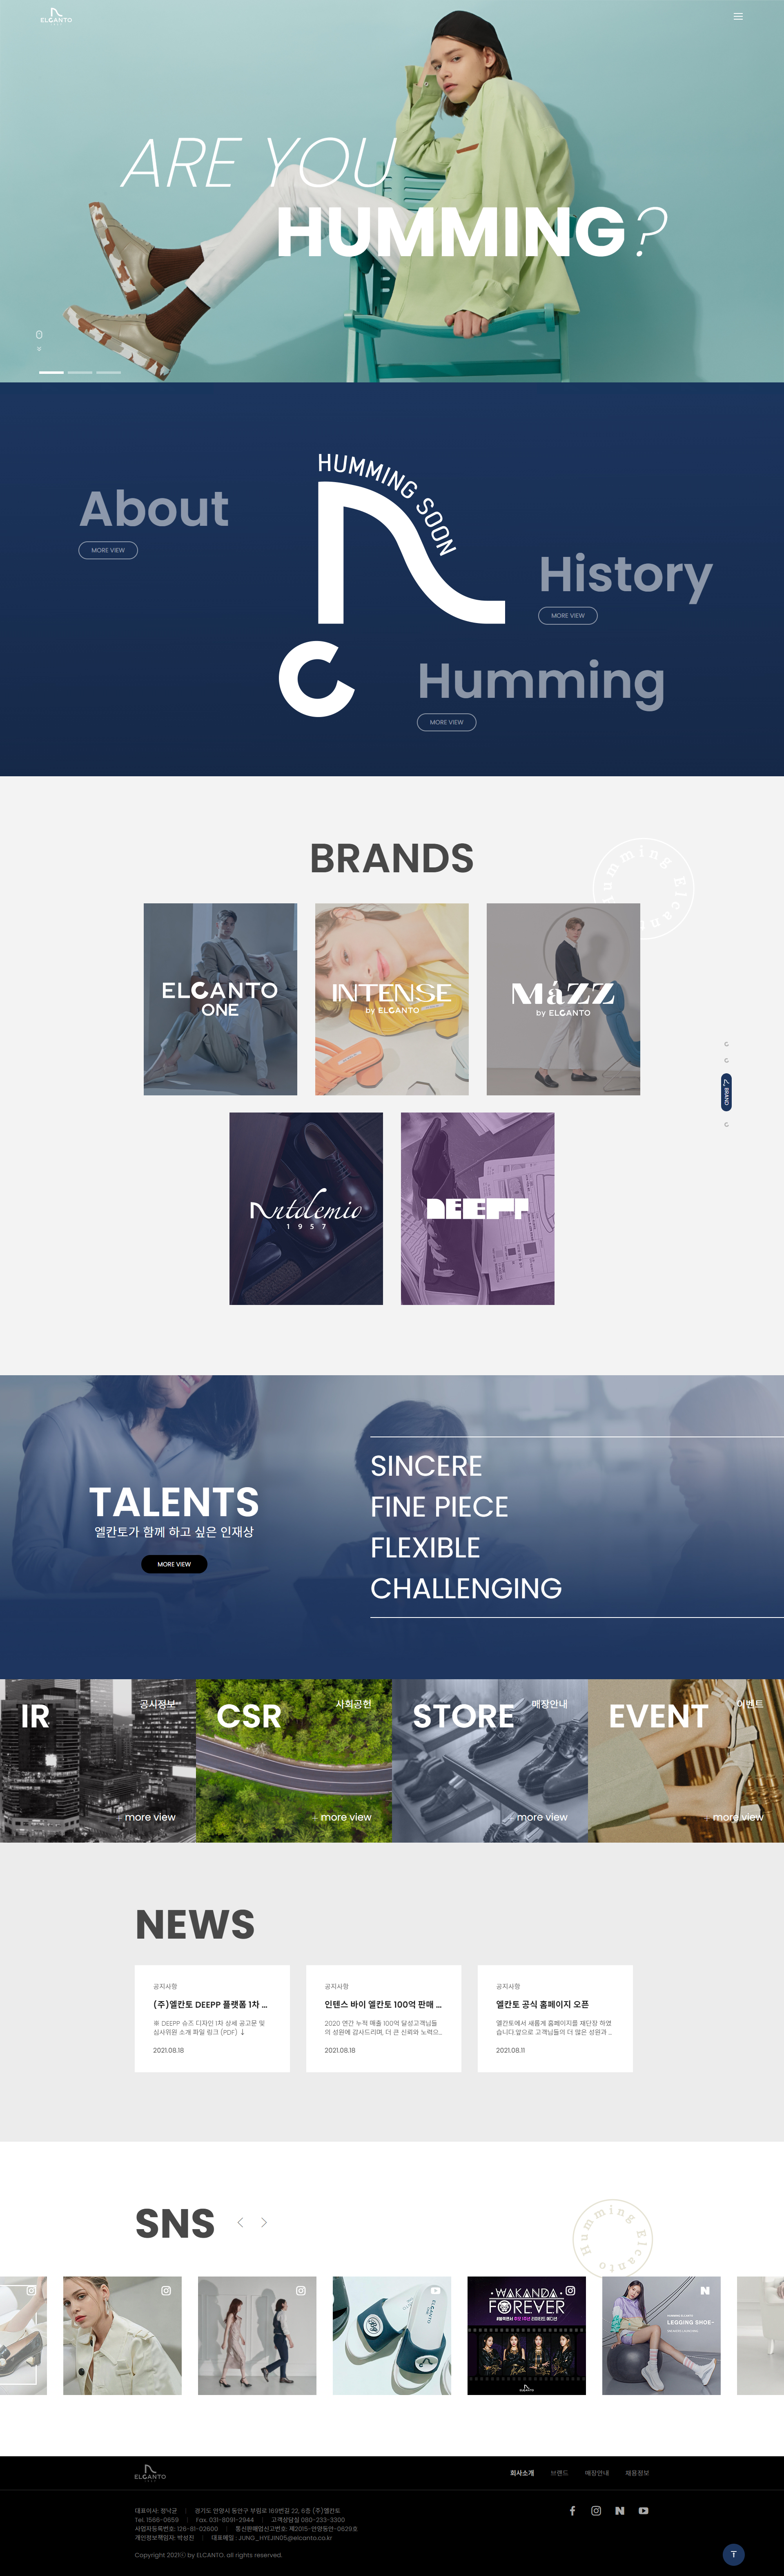 ELCANTO
ARE YOU
HUMMING?
HUMMING SOON
About
MORE VIEW
History
MORE VIEW
Humming
MORE VIEW
BRANDS
Humming Elcanto
ELCANTO
ONE
INTENSE
by ELCANTO
MáZZ
by ELCANTO
BRAND
Antolemio
1957
DEEPP
TALENTS
엘칸토가 함께 하고 싶은 인재상
MORE VIEW
SINCERE
FINE PIECE
FLEXIBLE
CHALLENGING
IR
공시정보
+ more view
CSR
사회공헌
+ more view
STORE
매장안내
+ more view
EVENT
이벤트
+ more view
NEWS
공지사항
(주)엘칸토 DEEPP 플랫폼 1차 ...
※ DEEPP 슈즈 디자인 1차 상세 공고문 및
심사위원 소개 파일 링크 (PDF) ↓
2021.08.18
공지사항
인텐스 바이 엘칸토 100억 판매 ...
2020 연간 누적 매출 100억 달성고객님들
의 성원에 감사드리며, 더 큰 신뢰와 노력으...
2021.08.18
공지사항
엘칸토 공식 홈페이지 오픈
엘칸토에서 새롭게 홈페이지를 재단장 하였
습니다.앞으로 고객님들의 더 많은 성원과 ...
2021.08.11
SNS
Humming Elcanto
ELCANTO
WAKANDA
FOREVER
LEGGING SHOE-
ELCANTO
회사소개
브랜드
매장안내
채용정보
대표이사: 정낙균 | 경기도 안양시 동안구 부림로 169번길 22, 6층 (주)엘칸토
Tel. 1566-0659 | Fax. 031-8091-2944 | 고객상담실 080-233-3300
사업자등록번호: 126-81-02600 | 통신판매업신고번호: 제2015-안양동안-0629호
개인정보책임자: 박성진 | 대표메일 : JUNG_HYEJIN05@elcanto.co.kr
Copyright 2021ⓒ by ELCANTO. all rights reserved.